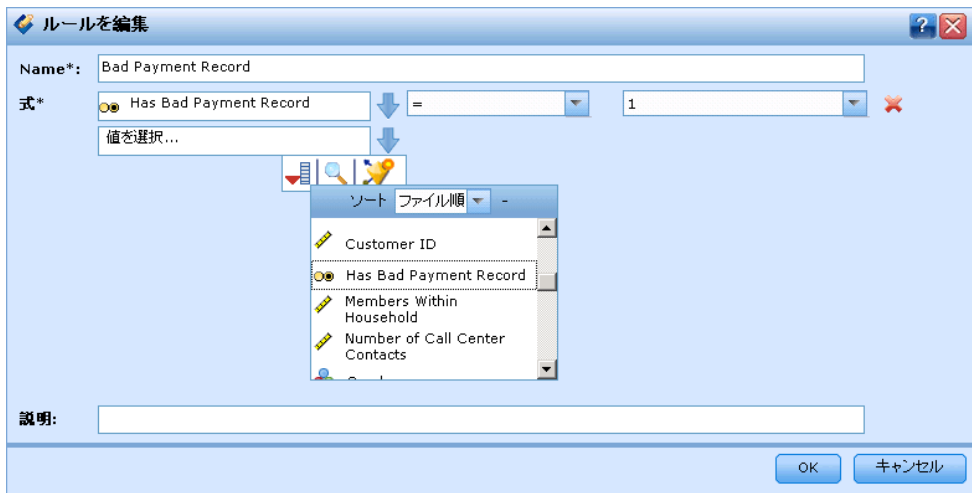 ルールを編集
?
Name*: Bad Payment Record
式* Has Bad Payment Record = 1
値を選択...
ソート ファイル順 -
Customer ID
Has Bad Payment Record
Members Within
Household
Number of Call Center
Contacts
説明:
OK キャンセル